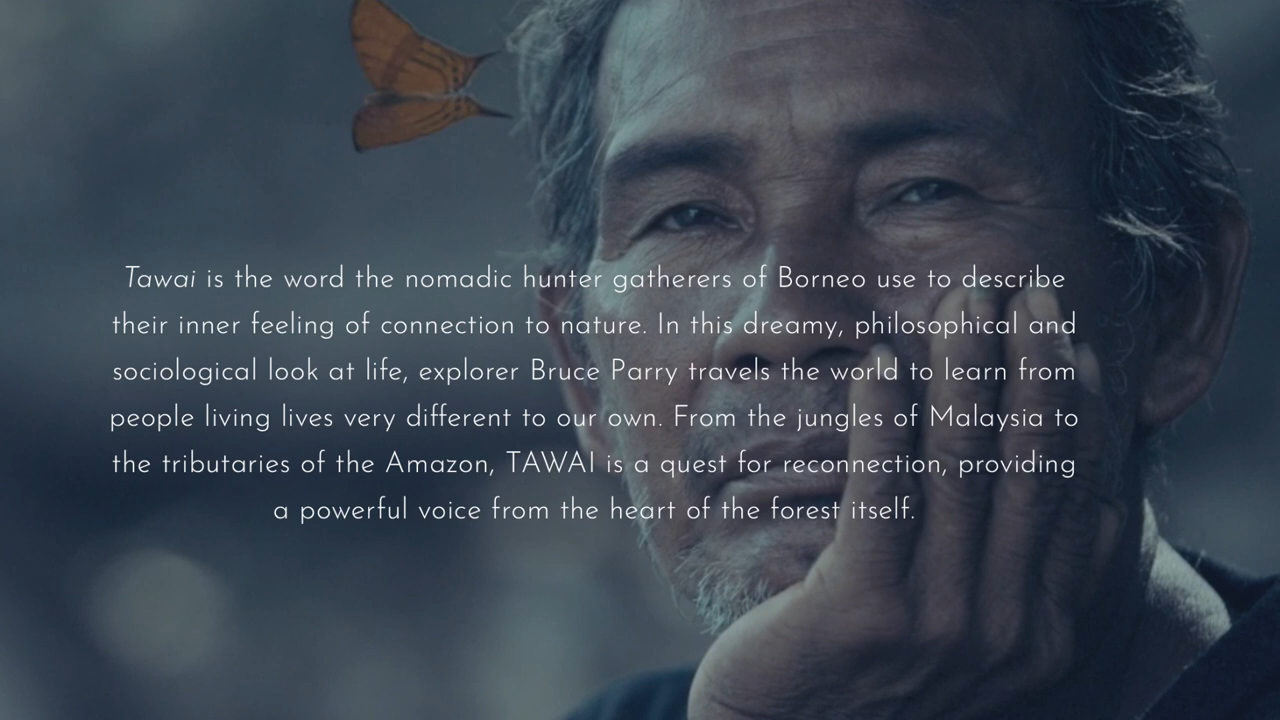 Tawai is the word the nomadic hunter gatherers of Borneo use to describe
their inner feeling of connection to nature. In this dreamy, philosophical and
sociological look at life, explorer Bruce Parry travels the world to learn from
people living lives very different to our own. From the jungles of Malaysia to
the tributaries of the Amazon, TAWAI is a quest for reconnection, providing
a powerful voice from the heart of the forest itself.